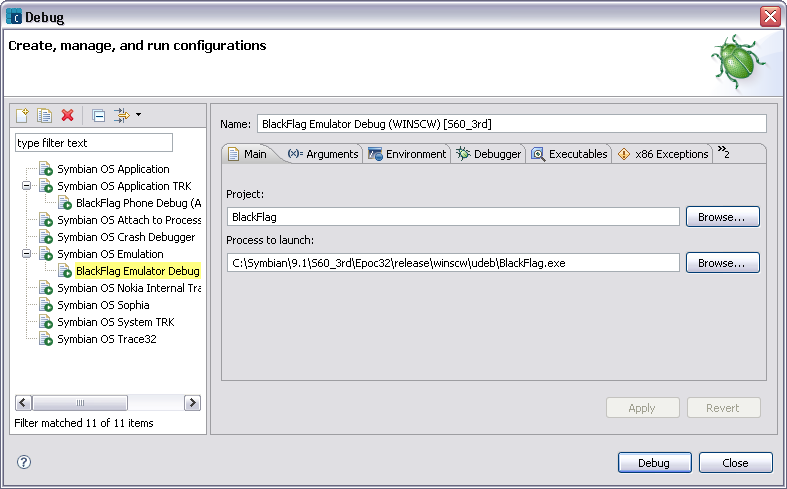 Debug
Create, manage, and run configurations
type filter text
Symbian OS Application
Symbian OS Application TRK
BlackFlag Phone Debug (A
Symbian OS Attach to Process
Symbian OS Crash Debugger
Symbian OS Emulation
BlackFlag Emulator Debug
Symbian OS Nokia Internal Tra
Symbian OS Sophia
Symbian OS System TRK
Symbian OS Trace32
Filter matched 11 of 11 items
Name: BlackFlag Emulator Debug (WINSCW) [S60_3rd]
Main (x)= Arguments Environment Debugger Executables x86 Exceptions »2
Project:
BlackFlag Browse...
Process to launch:
C:\Symbian\9.1\S60_3rd\Epoc32\release\winscw\udeb\BlackFlag.exe Browse...
Apply Revert
? Debug Close